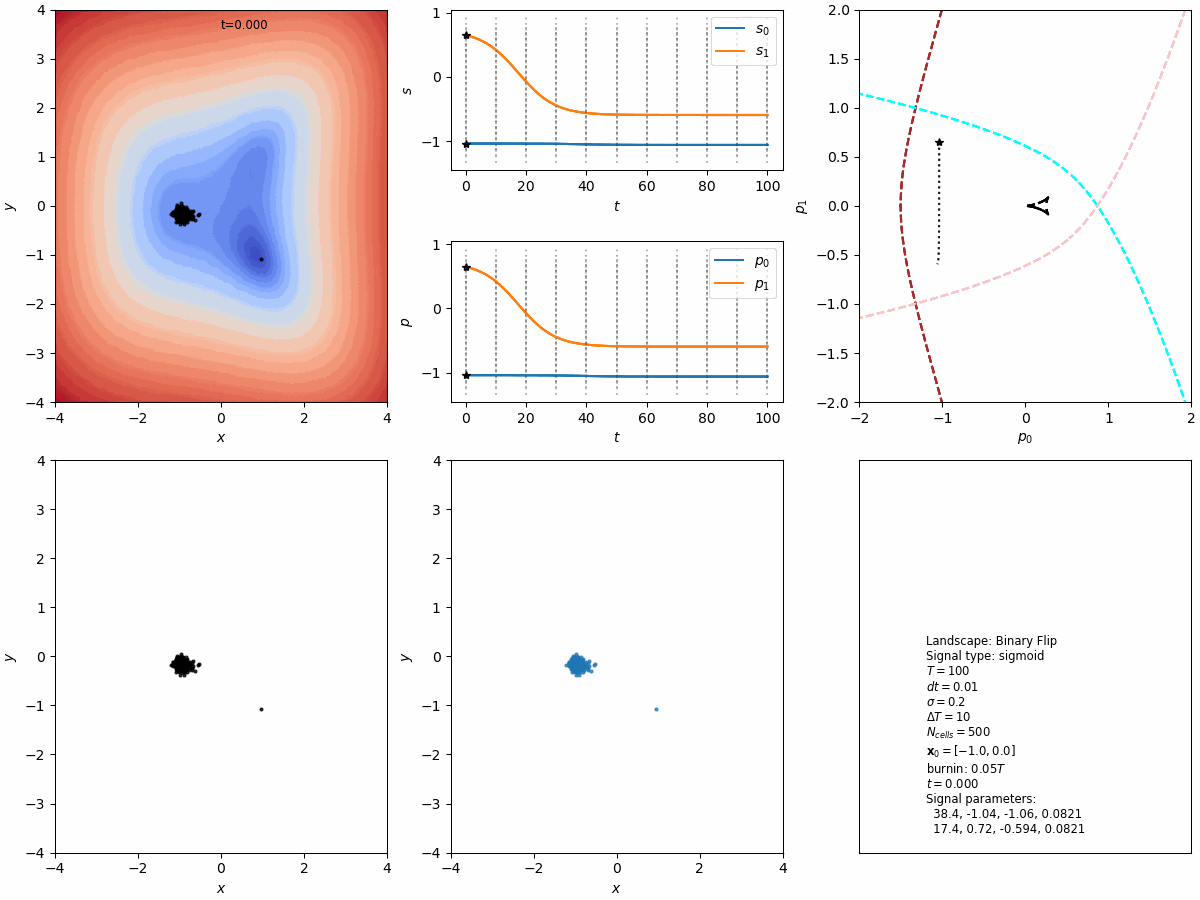 4
3
2
1
0
−1
−2
−3
−4
y
t=0.000
−4
−2
0
2
4
x
1
0
−1
s
s₀
s₁
0
20
40
60
80
100
t
1
0
−1
p
p₀
p₁
0
20
40
60
80
100
t
2.0
1.5
1.0
0.5
0.0
−0.5
−1.0
−1.5
−2.0
p₁
−2
−1
0
1
2
p₀
4
3
2
1
0
−1
−2
−3
−4
y
−4
−2
0
2
4
x
4
3
2
1
0
−1
−2
−3
−4
y
−4
−2
0
2
4
x
Landscape: Binary Flip
Signal type: sigmoid
T = 100
dt = 0.01
σ = 0.2
ΔT = 10
N_cells = 500
x₀ = [−1.0, 0.0]
burnin: 0.05T
t = 0.000
Signal parameters:
38.4, -1.04, -1.06, 0.0821
17.4, 0.72, -0.594, 0.0821